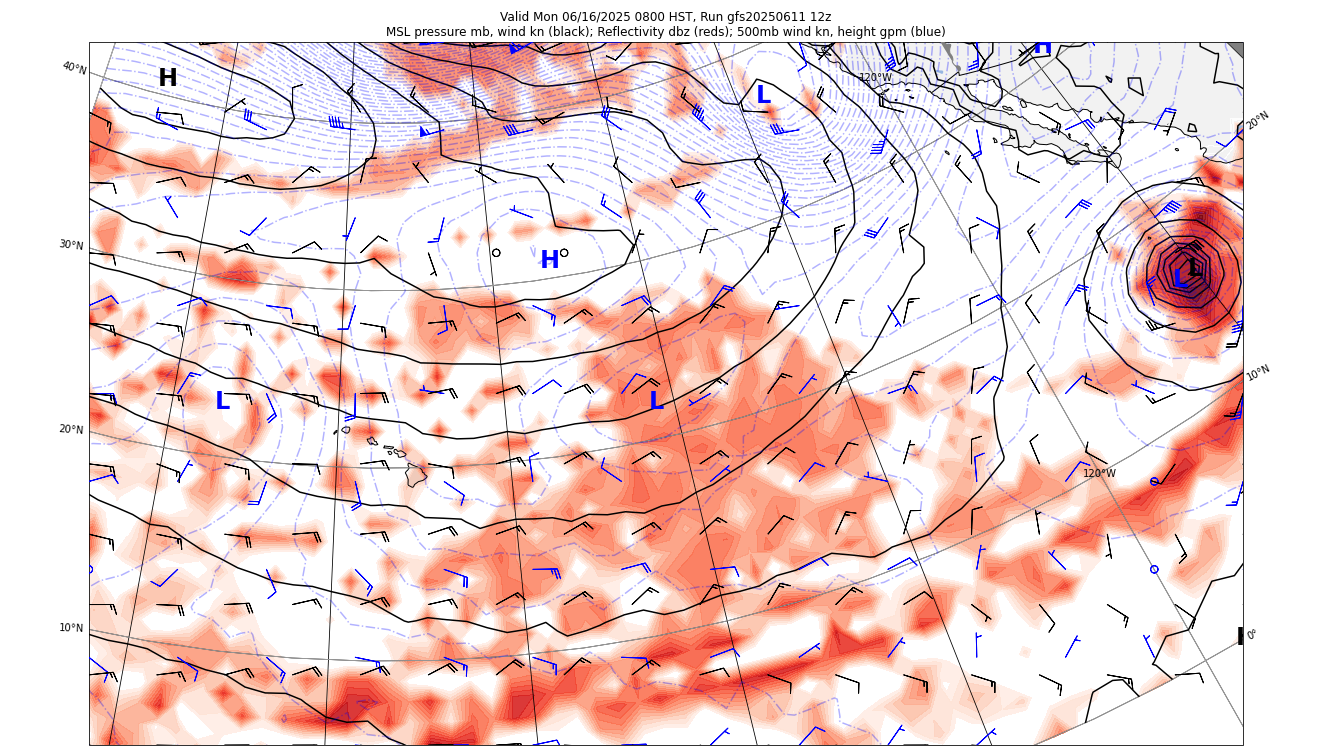 Valid Mon 06/16/2025 0800 HST, Run gfs20250611 12z
MSL pressure mb, wind kn (black); Reflectivity dbz (reds); 500mb wind kn, height gpm (blue)
H
40°N
H
120°W
L
20°N
30°N
H
L
L
10°N
L
L
20°N
120°W
10°N
0°